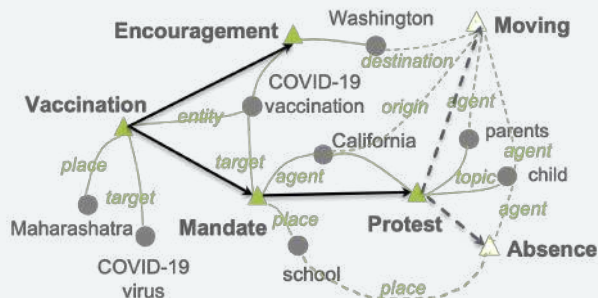 Washington
Encouragement
Moving
destination
COVID-19
vaccination
Vaccination
entity
origin
agent
California
parents
place
target
target
agent
agent
topic
child
Maharashtra
Mandate
place
Protest
agent
Absence
COVID-19
virus
school
place